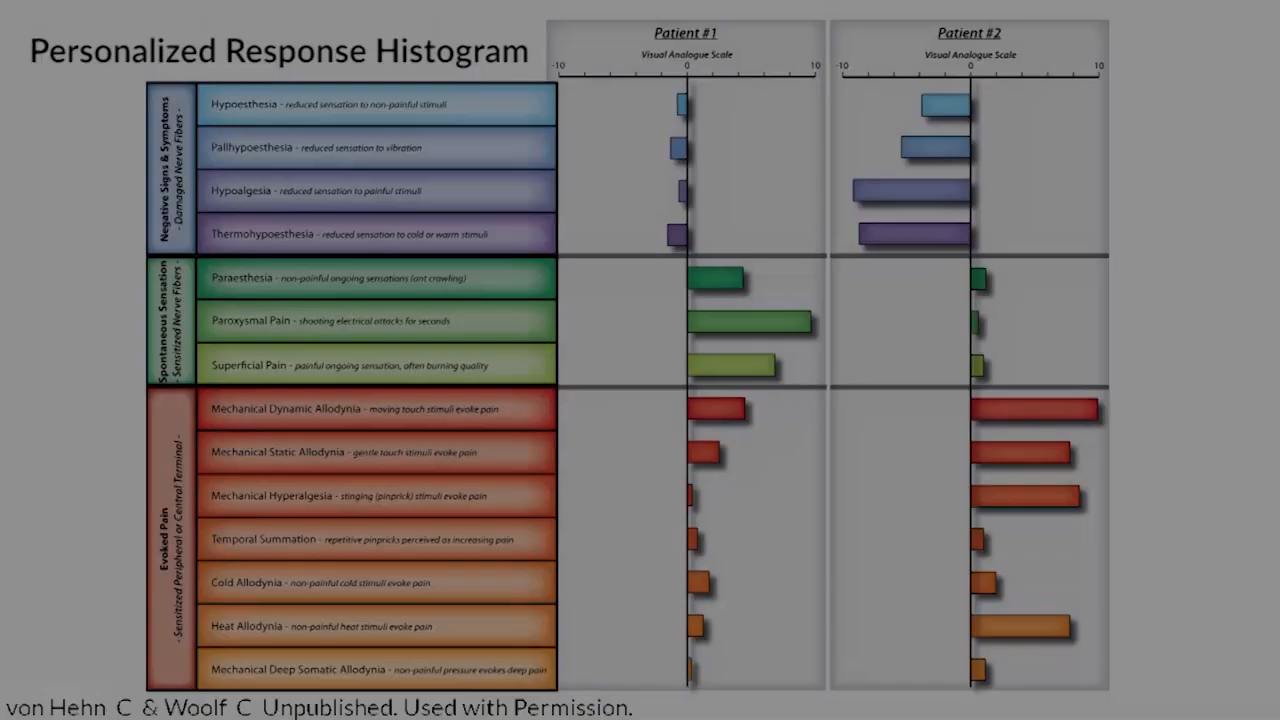 Personalized Response Histogram
Patient #1
Visual Analogue Scale
-10 0 10
Patient #2
Visual Analogue Scale
-10 0 10
Negative Signs & Symptoms
- Damaged Nerve Fibers -
Hypoesthesia - reduced sensation to non-painful stimuli
Pallhypoesthesia - reduced sensation to vibration
Hypoalgesia - reduced sensation to painful stimuli
Thermohypoesthesia - reduced sensation to cold or warm stimuli
Spontaneous Sensation
- Sensitized Nerve Fibers -
Paraesthesia - non-painful ongoing sensations (ant crawling)
Paroxysmal Pain - shooting electrical attacks for seconds
Superficial Pain - painful ongoing sensation, often burning quality
Evoked Pain
- Sensitized Peripheral or Central Terminal -
Mechanical Dynamic Allodynia - moving touch stimuli evoke pain
Mechanical Static Allodynia - gentle touch stimuli evoke pain
Mechanical Hyperalgesia - stinging (pinprick) stimuli evoke pain
Temporal Summation - repetitive pinpricks perceived as increasing pain
Cold Allodynia - non-painful cold stimuli evoke pain
Heat Allodynia - non-painful heat stimuli evoke pain
Mechanical Deep Somatic Allodynia - non-painful pressure evokes deep pain
von Hehn C & Woolf C Unpublished. Used with Permission.